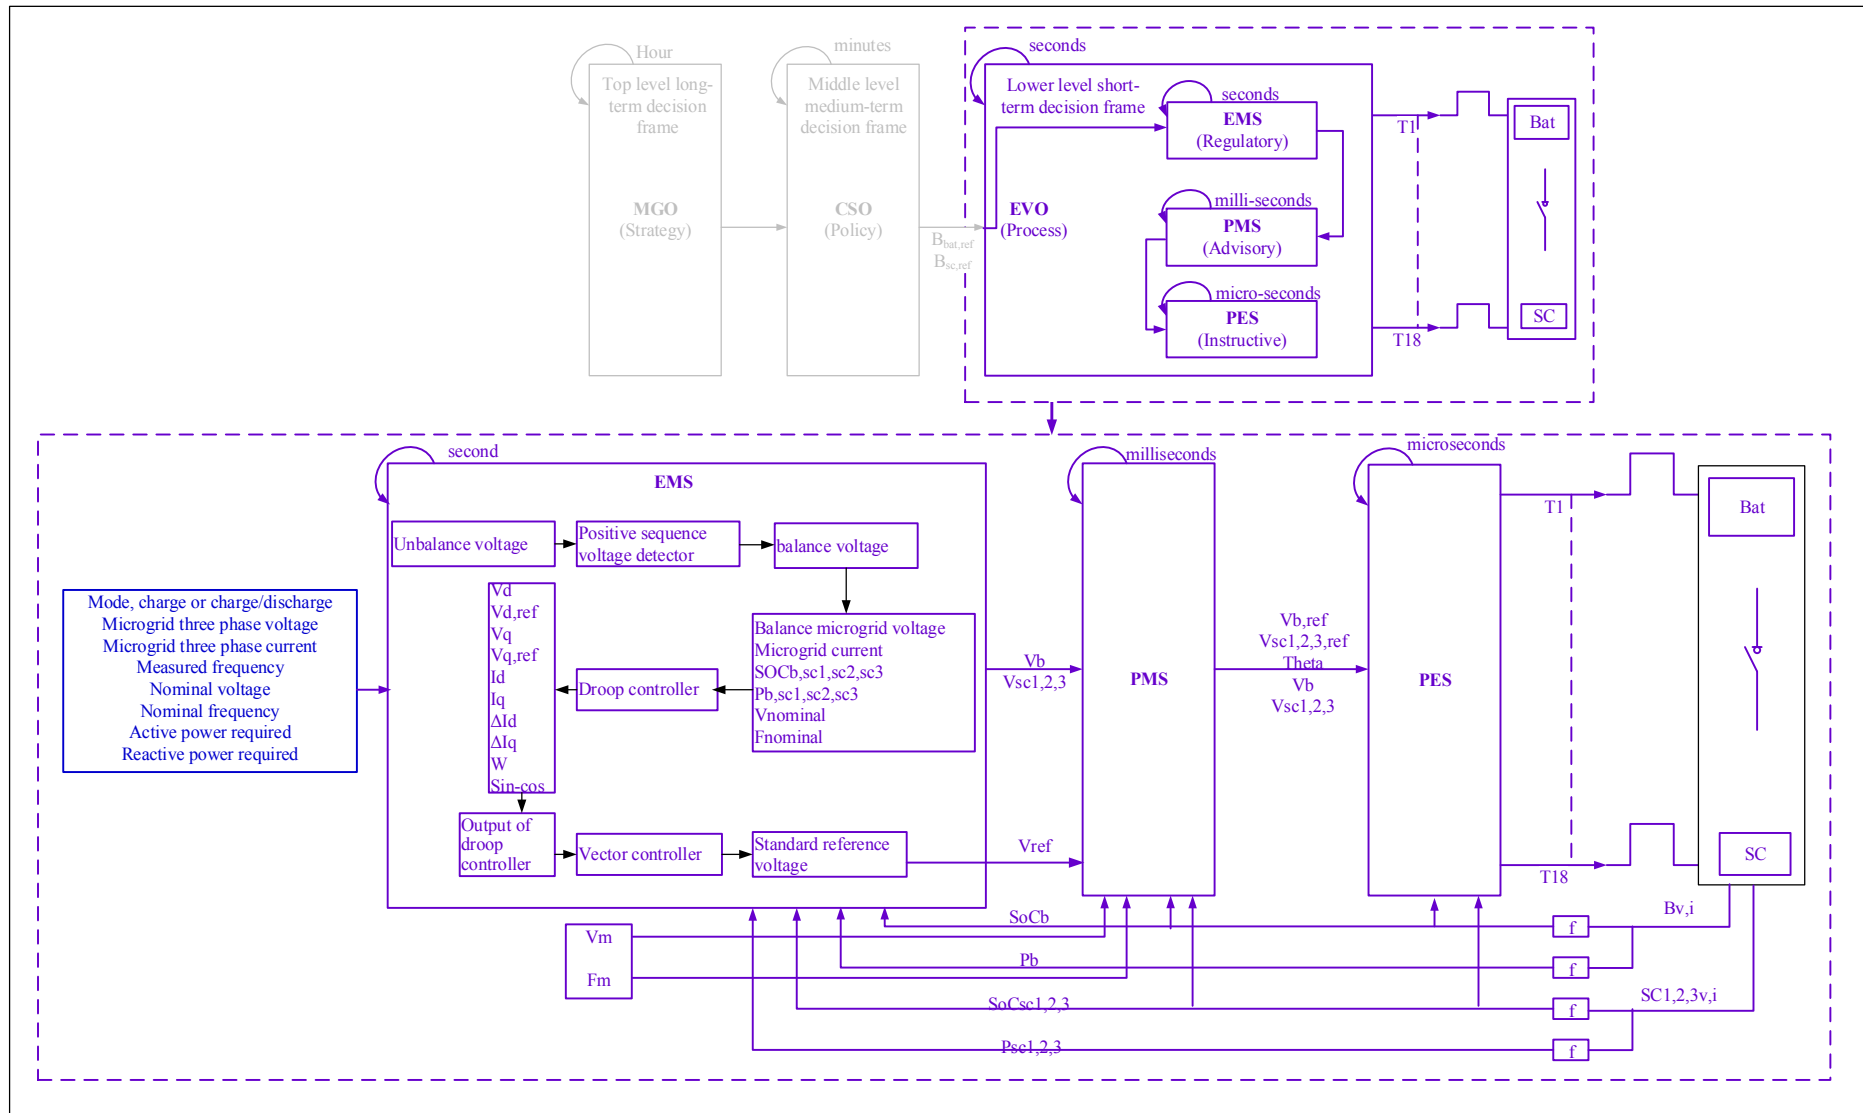 Hour
Top level long-
term decision
frame
MGO
(Strategy)
minutes
Middle level
medium-term
decision frame
CSO
(Policy)
B_bat,ref
B_sc,ref
seconds
Lower level short-
term decision frame
EVO
(Process)
seconds
EMS
(Regulatory)
milli-seconds
PMS
(Advisory)
micro-seconds
PES
(Instructive)
T1
T18
Bat
SC
Mode, charge or charge/discharge
Microgrid three phase voltage
Microgrid three phase current
Measured frequency
Nominal voltage
Nominal frequency
Active power required
Reactive power required
second
EMS
Unbalance voltage
Positive sequence
voltage detector
balance voltage
Balance microgrid voltage
Microgrid current
SOCb,sc1,sc2,sc3
Pb,sc1,sc2,sc3
Vnominal
Fnominal
Droop controller
Vd
Vd,ref
Vq
Vq,ref
Id
Iq
ΔId
ΔIq
W
Sin-cos
Output of
droop
controller
Vector controller
Standard reference
voltage
Vb
Vsc1,2,3
Vref
milliseconds
PMS
Vb,ref
Vsc1,2,3,ref
Theta
Vb
Vsc1,2,3
microseconds
PES
T1
T18
Bat
SC
Vm
Fm
SoCb
Pb
SoCsc1,2,3
Psc1,2,3
f
f
f
f
Bv,i
SC1,2,3v,i